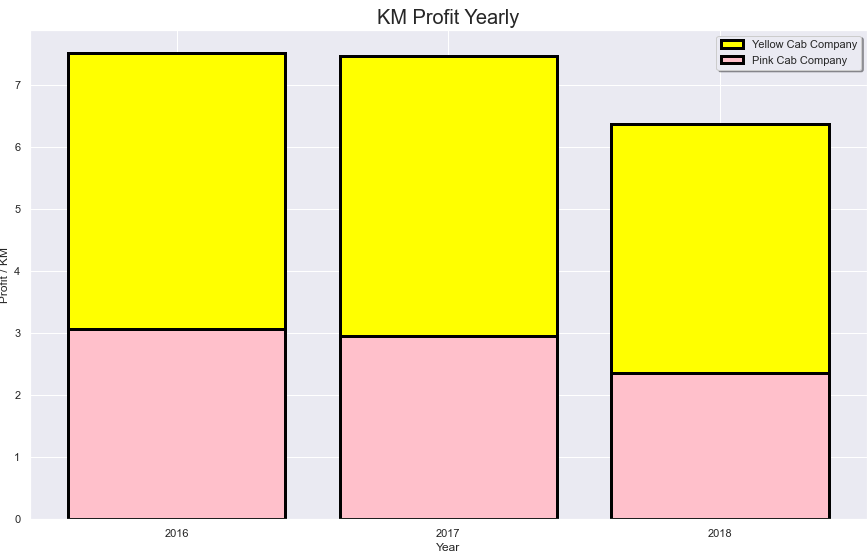 KM Profit Yearly
Yellow Cab Company
Pink Cab Company
7
6
5
4
3
2
1
0
Profit / KM
2016
2017
2018
Year